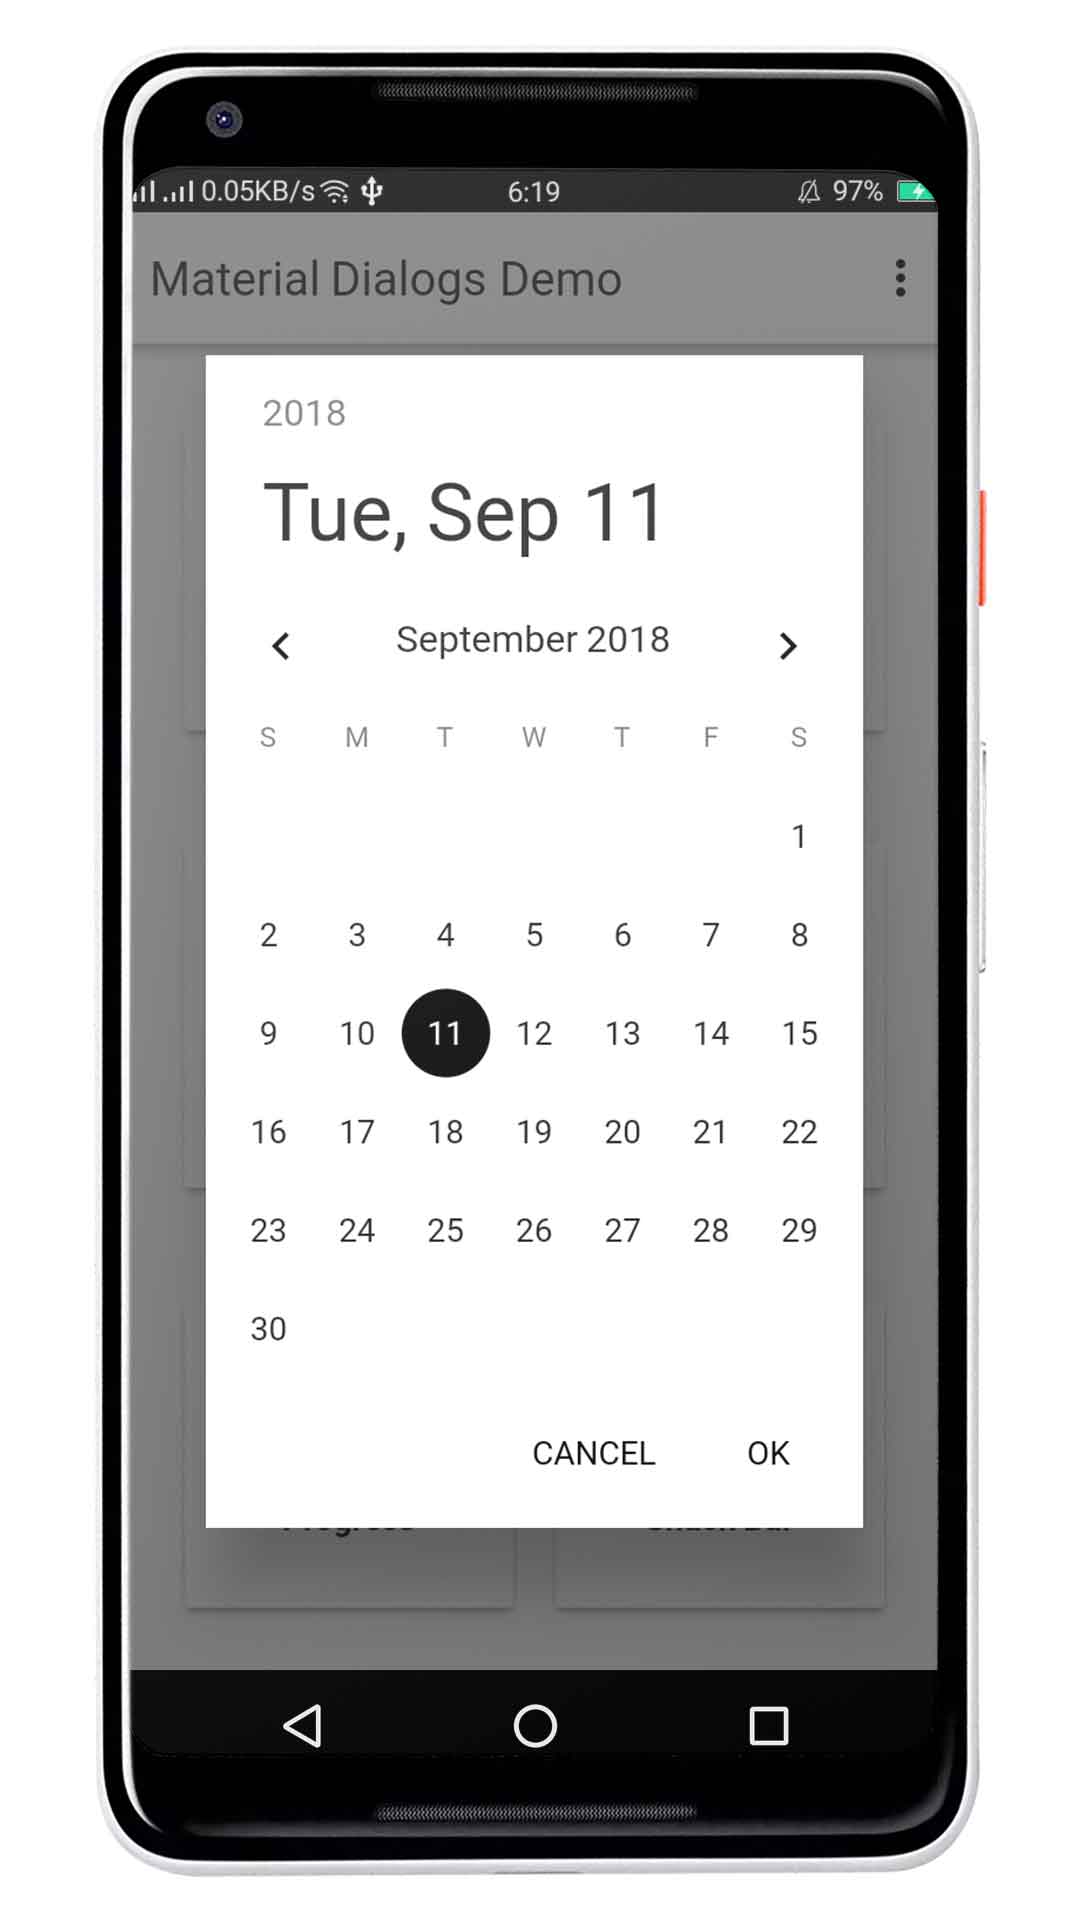 0.05KB/s 6:19 97%
Material Dialogs Demo
2018
Tue, Sep 11
September 2018
S M T W T F S
1
2 3 4 5 6 7 8
9 10 11 12 13 14 15
16 17 18 19 20 21 22
23 24 25 26 27 28 29
30
CANCEL OK